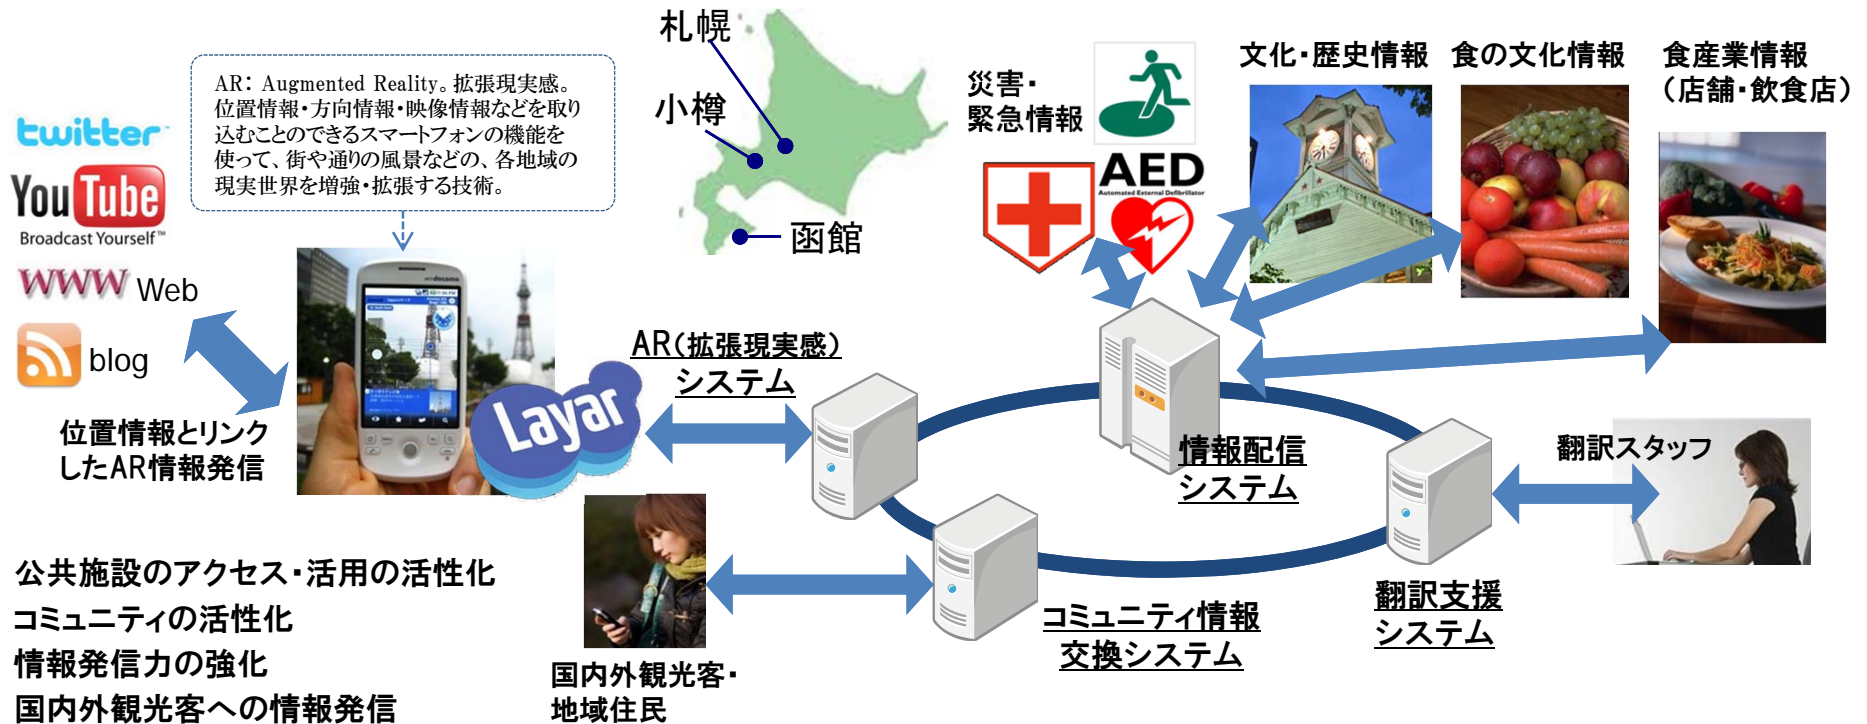 AR: Augmented Reality。拡張現実感。
位置情報・方向情報・映像情報などを取り
込むことのできるスマートフォンの機能を
使って、街や通りの風景などの、各地域の
現実世界を増強・拡張する技術。
twitter
You Tube
Broadcast Yourself™
WWW Web
blog
位置情報とリンク
したAR情報発信
札幌
小樽
函館
災害・
緊急情報
AED
Automated External Defibrillator
文化・歴史情報
食の文化情報
食産業情報
(店舗・飲食店)
AR(拡張現実感)
システム
Layar
情報配信
システム
翻訳スタッフ
翻訳支援
システム
コミュニティ情報
交換システム
国内外観光客・
地域住民
公共施設のアクセス・活用の活性化
コミュニティの活性化
情報発信力の強化
国内外観光客への情報発信